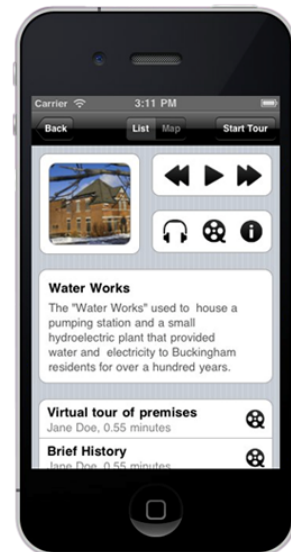 Carrier 3:11 PM
Back List Map Start Tour
Water Works
The "Water Works" used to house a
pumping station and a small
hydroelectric plant that provided
water and electricity to Buckingham
residents for over a hundred years.
Virtual tour of premises
Jane Doe, 0.55 minutes
Brief History
Jane Doe, 0.55 minutes